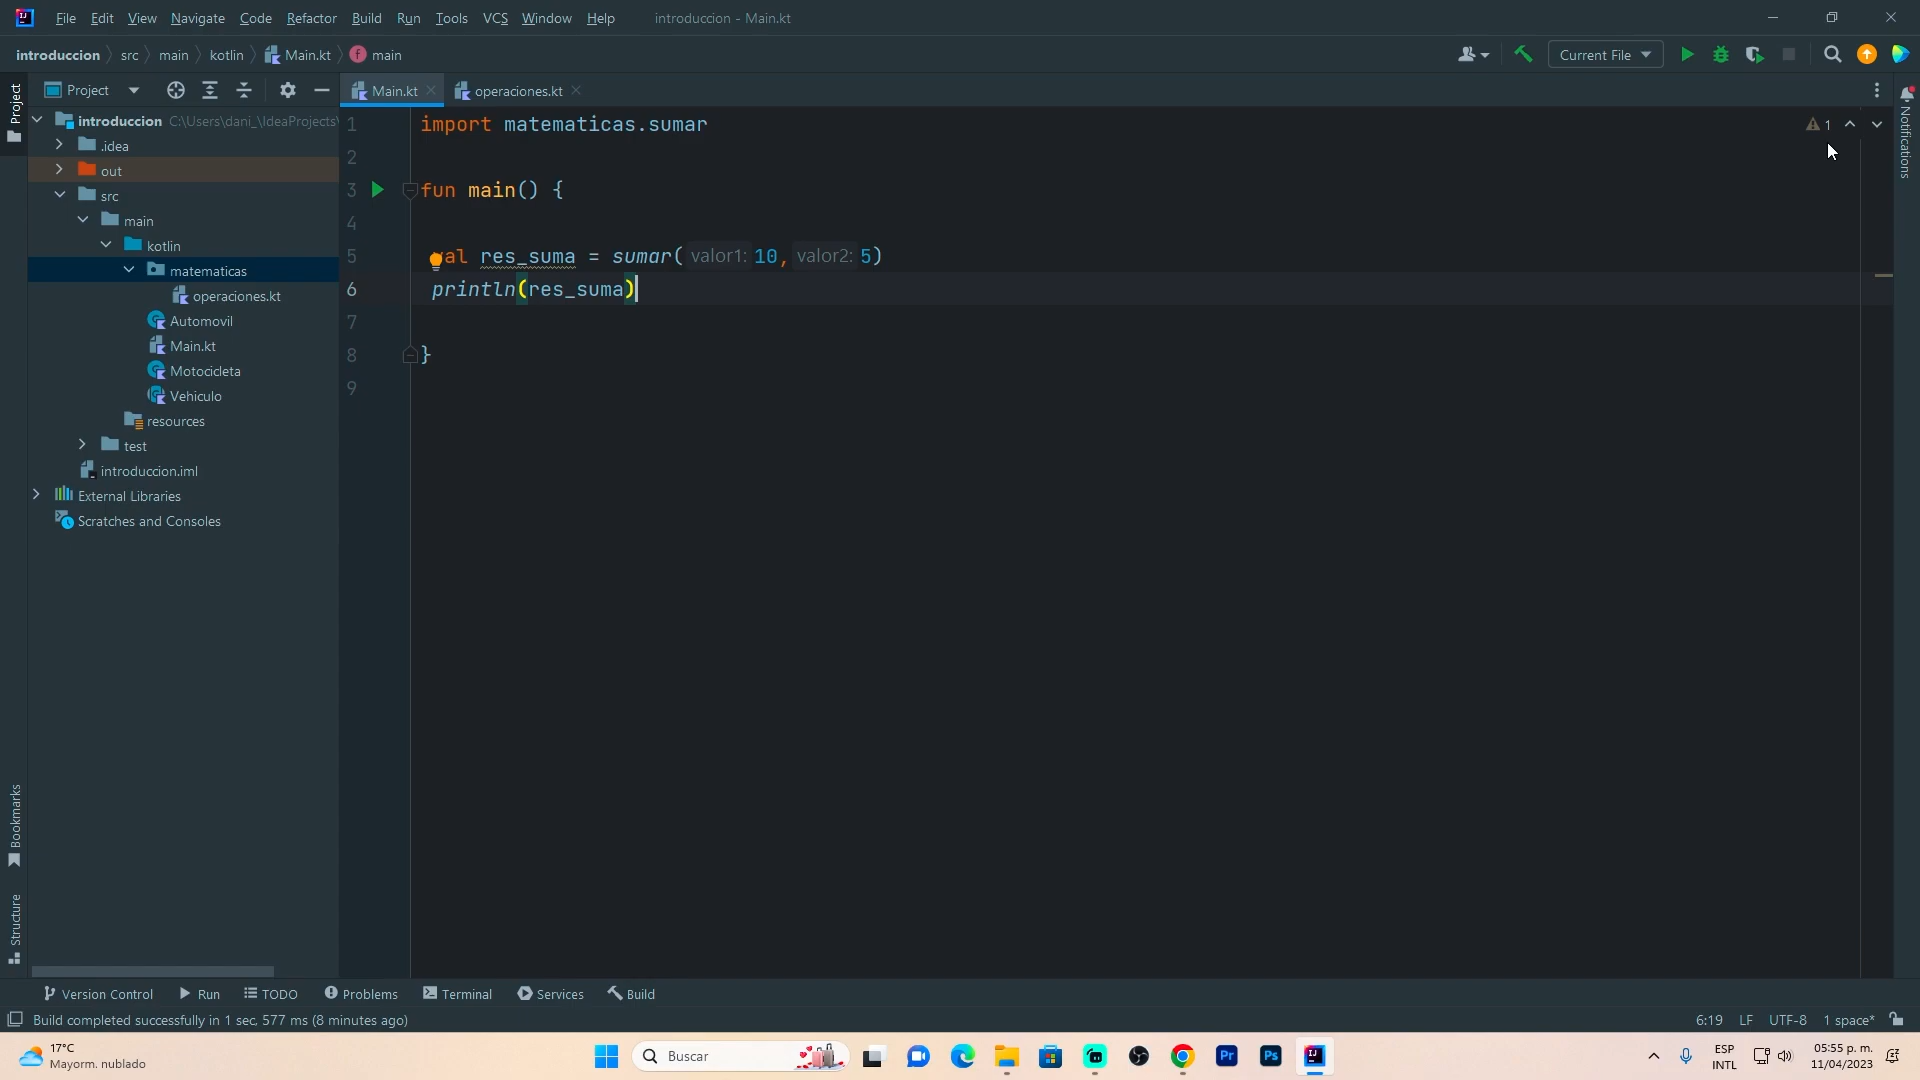 File Edit View Navigate Code Refactor Build Run Tools VCS Window Help introduccion - Main.kt
introduccion src main kotlin Main.kt main Current File
Project Main.kt operaciones.kt
Project
Notifications
introduccion C:\Users\dani_\IdeaProjects\
.idea
out
src
main
kotlin
matematicas
operaciones.kt
Automovil
Main.kt
Motocicleta
Vehiculo
resources
test
introduccion.iml
External Libraries
Scratches and Consoles
1 import matematicas.sumar
1
2
3 fun main() {
4
5 val res_suma = sumar( valor1: 10, valor2: 5)
6 println(res_suma)
7
8 }
9
Bookmarks
Structure
Version Control Run TODO Problems Terminal Services Build
Build completed successfully in 1 sec, 577 ms (8 minutes ago) 6:19 LF UTF-8 1 space*
17°C
Mayorm. nublado
Buscar
Pr Ps
ESP
INTL
05:55 p. m.
11/04/2023